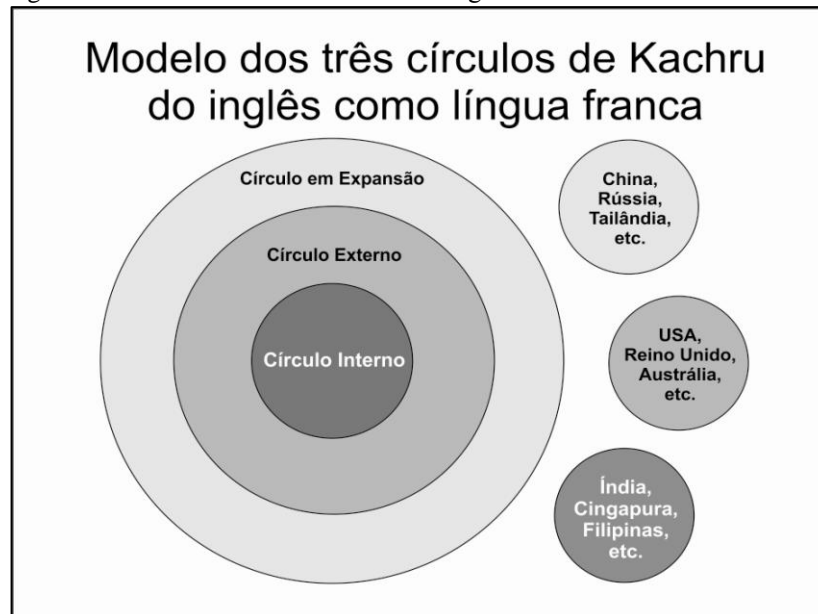 Modelo dos três círculos de Kachru
do inglês como língua franca
Círculo em Expansão
Círculo Externo
Círculo Interno
China,
Rússia,
Tailândia,
etc.
USA,
Reino Unido,
Austrália,
etc.
Índia,
Cingapura,
Filipinas,
etc.